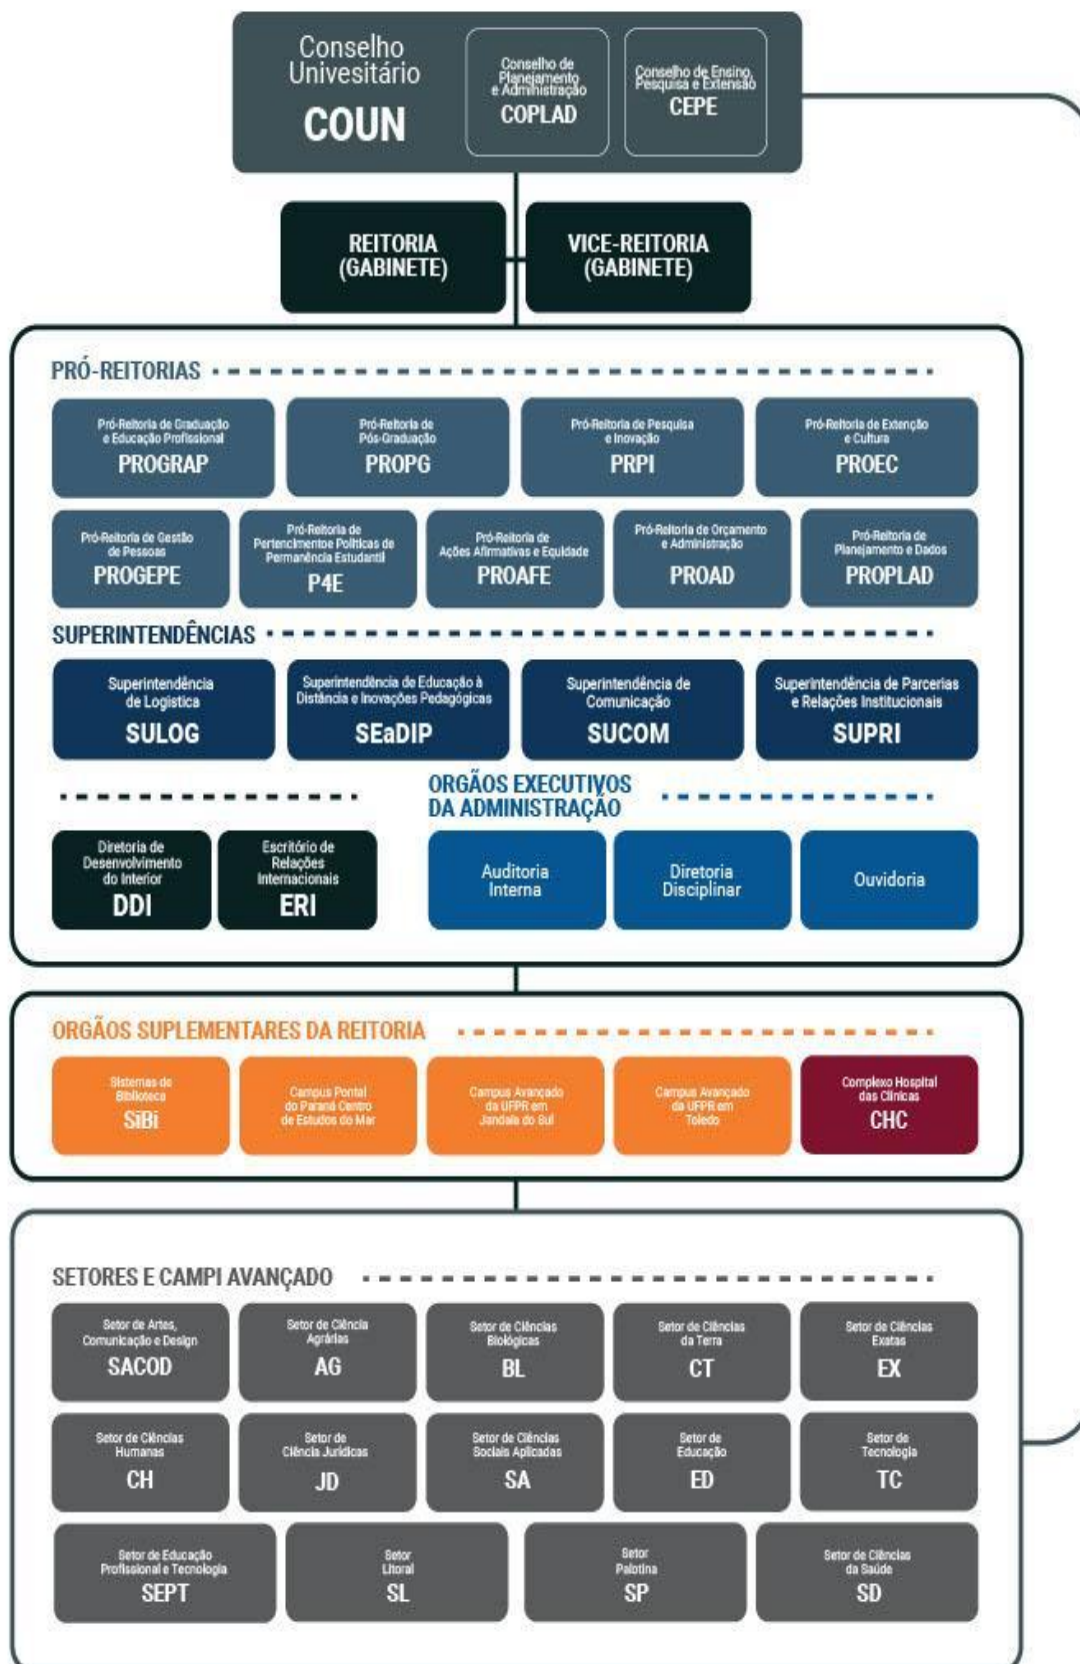 Conselho
Univesitário
COUN
Conselho de
Planejamento
e Administração
COPLAD
Conselho de Ensino,
Pesquisa e Extensão
CEPE
REITORIA
(GABINETE)
VICE-REITORIA
(GABINETE)
PRÓ-REITORIAS
Pró-Reitoria de Graduação
e Educação Profissional
PROGRAP
Pró-Reitoria de
Pós-Graduação
PROPG
Pró-Reitoria de Pesquisa
e Inovação
PRPI
Pró-Reitoria de Extenção
e Cultura
PROEC
Pró-Reitoria de Gestão
de Pessoas
PROGEPE
Pró-Reitoria de
Pertencimentoe Políticas de
Permanência Estudantil
P4E
Pró-Reitoria de
Ações Afirmativas e Equidade
PROAFE
Pró-Reitoria de Orçamento
e Administração
PROAD
Pró-Reitoria de
Planejamento e Dados
PROPLAD
SUPERINTENDÊNCIAS
Superintendência
de Logística
SULOG
Superintendência de Educação à
Distância e Inovações Pedagógicas
SEaDIP
Superintendência de
Comunicação
SUCOM
Superintendência de Parcerias
e Relações Institucionais
SUPRI
ORGÃOS EXECUTIVOS
DA ADMINISTRAÇÃO
Diretoria de
Desenvolvimento
do Interior
DDI
Escritório de
Relações
Internacionais
ERI
Auditoria
Interna
Diretoria
Disciplinar
Ouvidoria
ORGÃOS SUPLEMENTARES DA REITORIA
Sistemas de
Biblioteca
SiBi
Campus Pontal
do Paraná Centro
de Estudos do Mar
Campus Avançado
da UFPR em
Jandaia do Sul
Campus Avançado
da UFPR em
Toledo
Complexo Hospital
das Clínicas
CHC
SETORES E CAMPI AVANÇADO
Setor de Artes,
Comunicação e Design
SACOD
Setor de Ciência
Agrárias
AG
Setor de Ciências
Biológicas
BL
Setor de Ciências
da Terra
CT
Setor de Ciências
Exatas
EX
Setor de Ciências
Humanas
CH
Setor de
Ciência Jurídicas
JD
Setor de Ciências
Sociais Aplicadas
SA
Setor de
Educação
ED
Setor de
Tecnologia
TC
Setor de Educação
Profissional e Tecnologia
SEPT
Setor
Litoral
SL
Setor
Palotina
SP
Setor de Ciências
da Saúde
SD